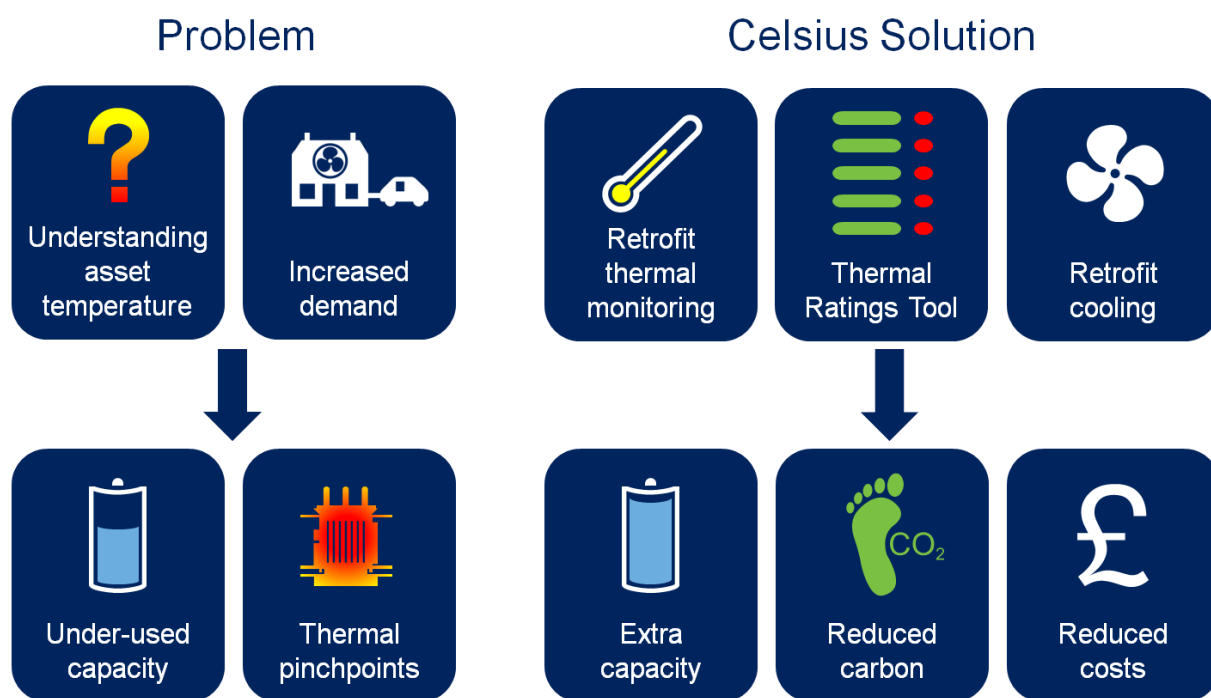 Problem
Celsius Solution
?
Understanding
asset
temperature
Increased
demand
Retrofit
thermal
monitoring
Thermal
Ratings Tool
Retrofit
cooling
Under-used
capacity
Thermal
pinchpoints
Extra
capacity
CO₂
Reduced
carbon
£
Reduced
costs